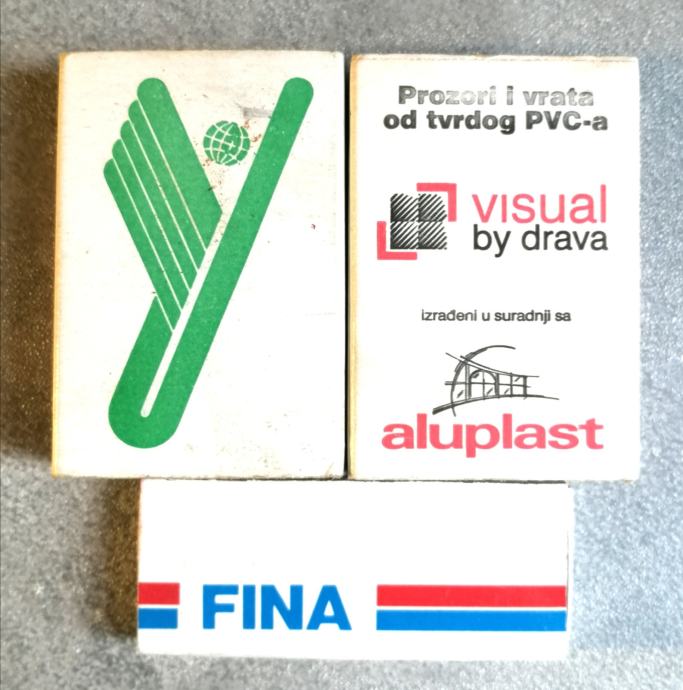 Prozori i vrata
od tvrdog PVC-a
visual
by drava
izrađeni u suradnji sa
aluplast
FINA